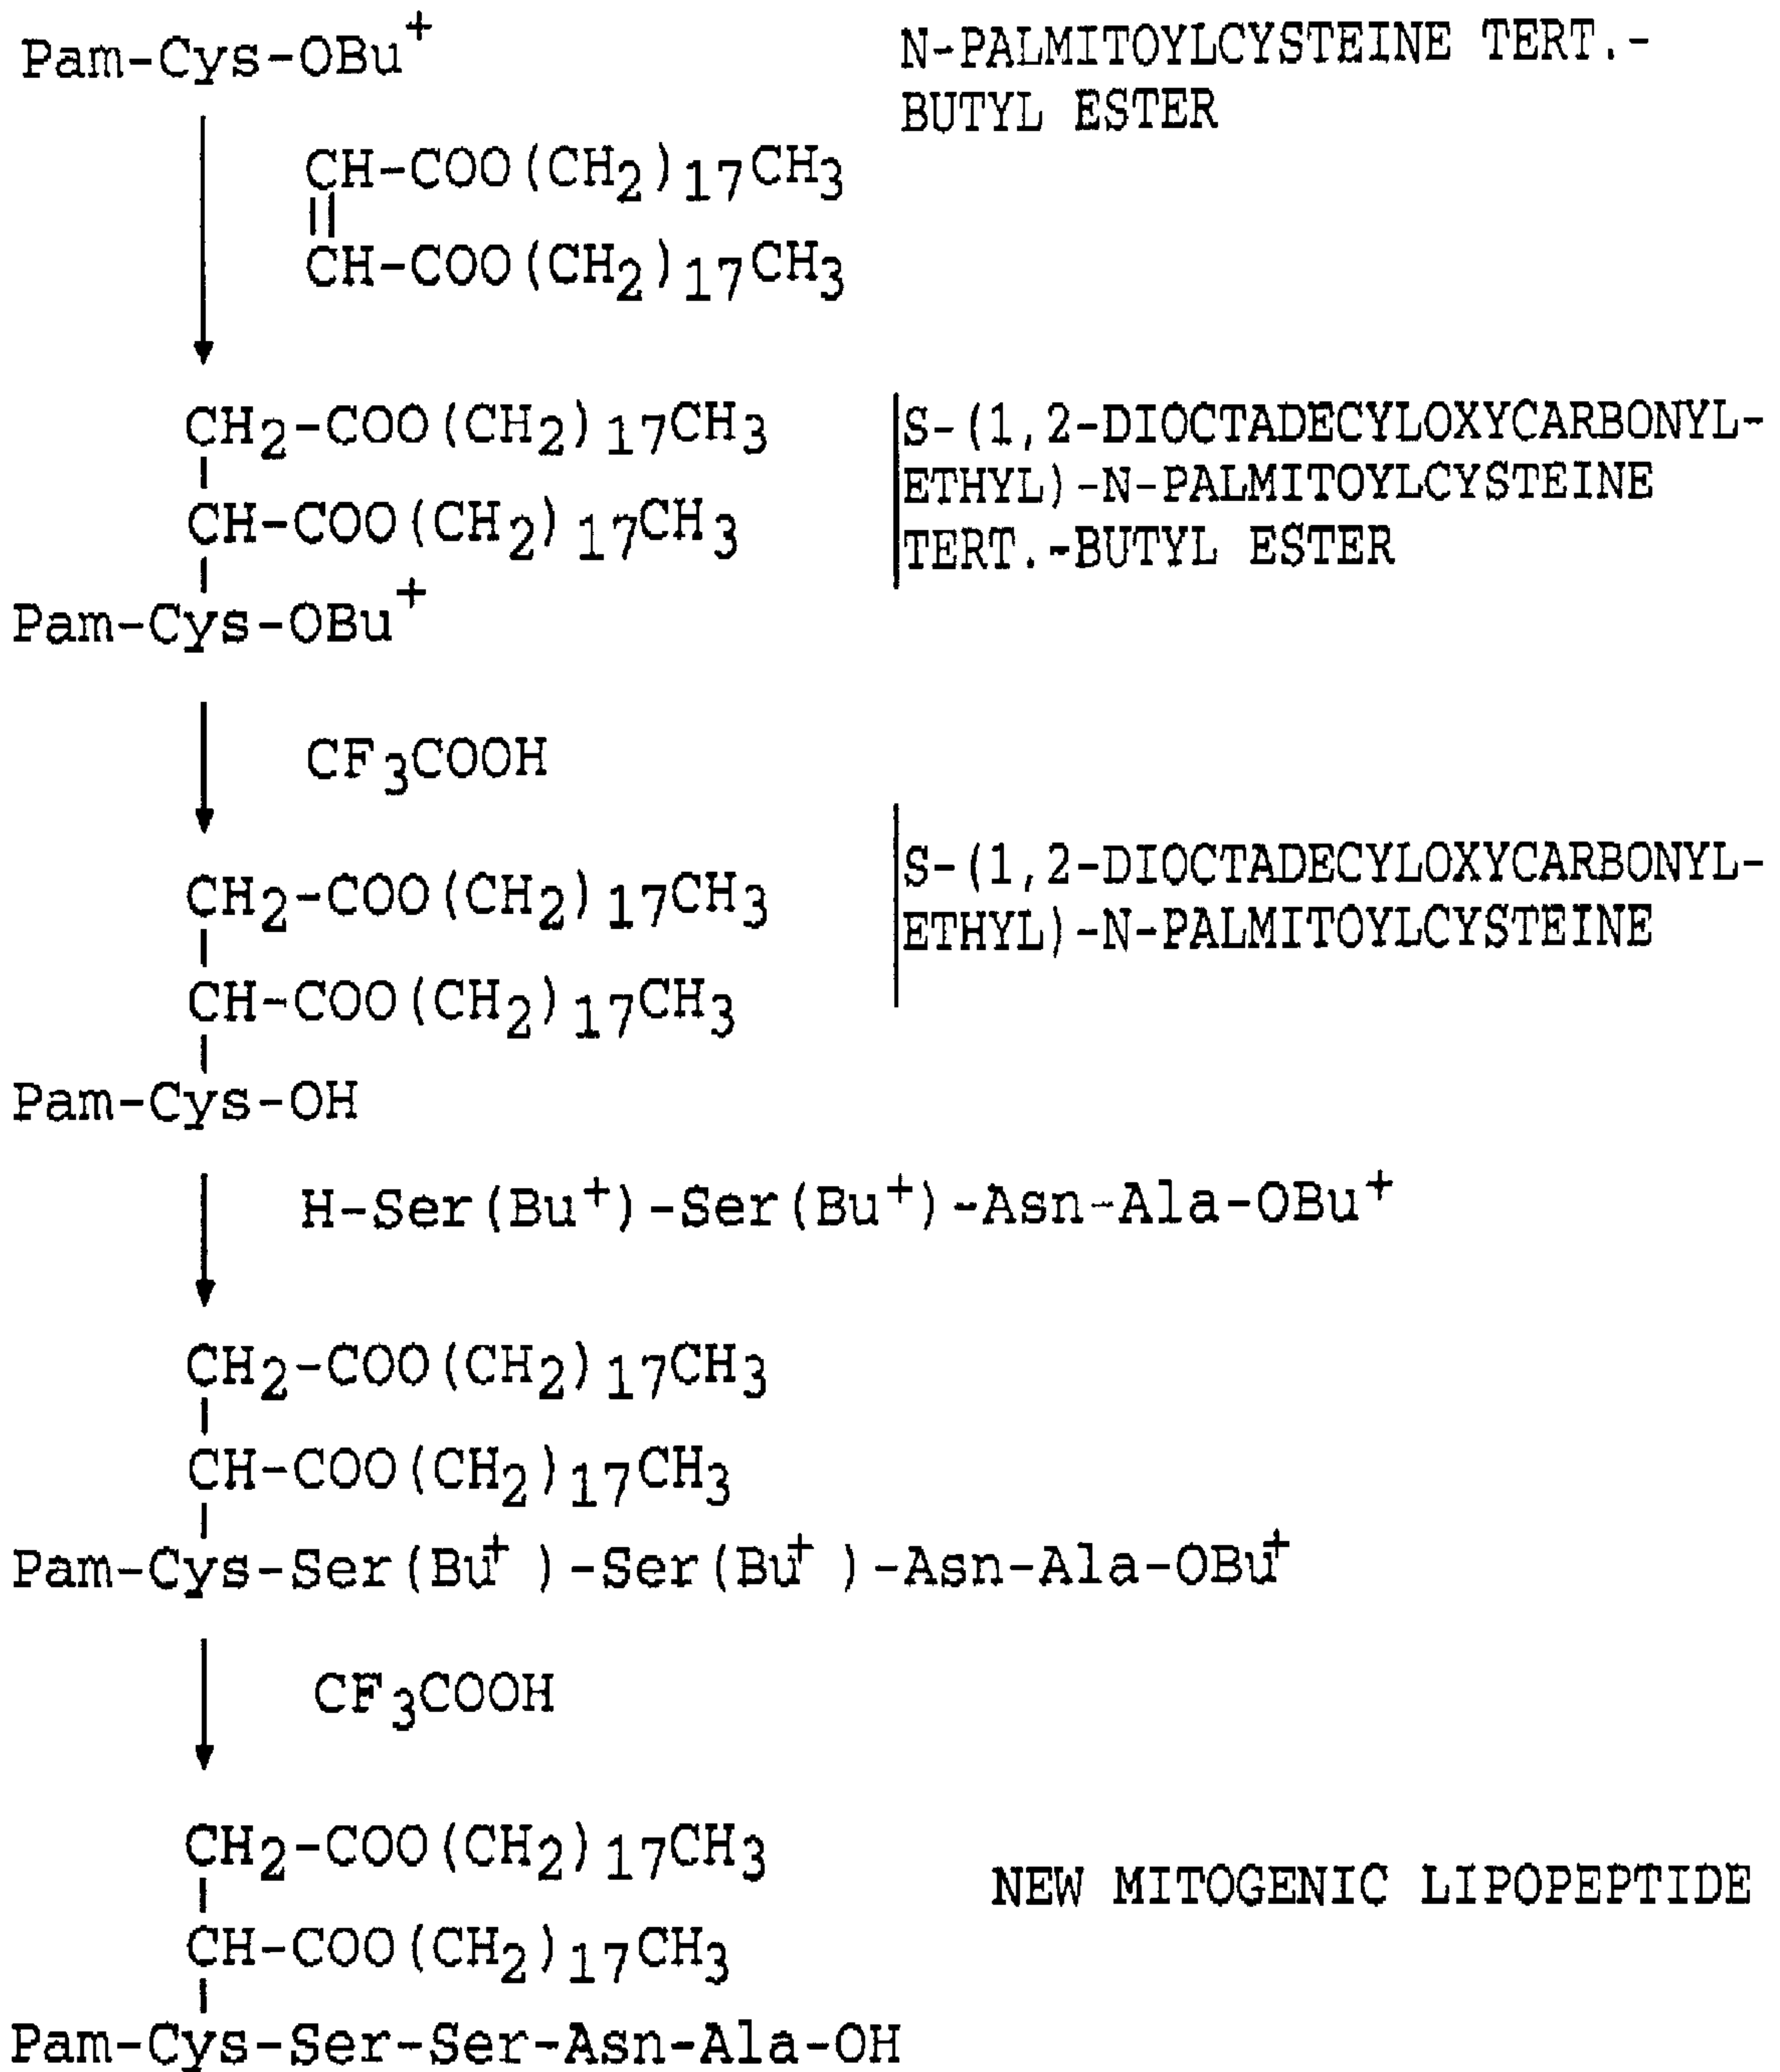 Pam-Cys-OBu+
N-PALMITOYLCYSTEINE TERT.-
BUTYL ESTER
CH-COO(CH2)17CH3
||
CH-COO(CH2)17CH3
CH2-COO(CH2)17CH3
CH-COO(CH2)17CH3
Pam-Cys-OBu+
S-(1,2-DIOCTADECYLOXYCARBONYL-
ETHYL)-N-PALMITOYLCYSTEINE
TERT.-BUTYL ESTER
CF3COOH
CH2-COO(CH2)17CH3
CH-COO(CH2)17CH3
Pam-Cys-OH
S-(1,2-DIOCTADECYLOXYCARBONYL-
ETHYL)-N-PALMITOYLCYSTEINE
H-Ser(Bu+)-Ser(Bu+)-Asn-Ala-OBu+
CH2-COO(CH2)17CH3
CH-COO(CH2)17CH3
Pam-Cys-Ser(Bu+)-Ser(Bu+)-Asn-Ala-OBu+
CF3COOH
CH2-COO(CH2)17CH3
CH-COO(CH2)17CH3
Pam-Cys-Ser-Ser-Asn-Ala-OH
NEW MITOGENIC LIPOPEPTIDE